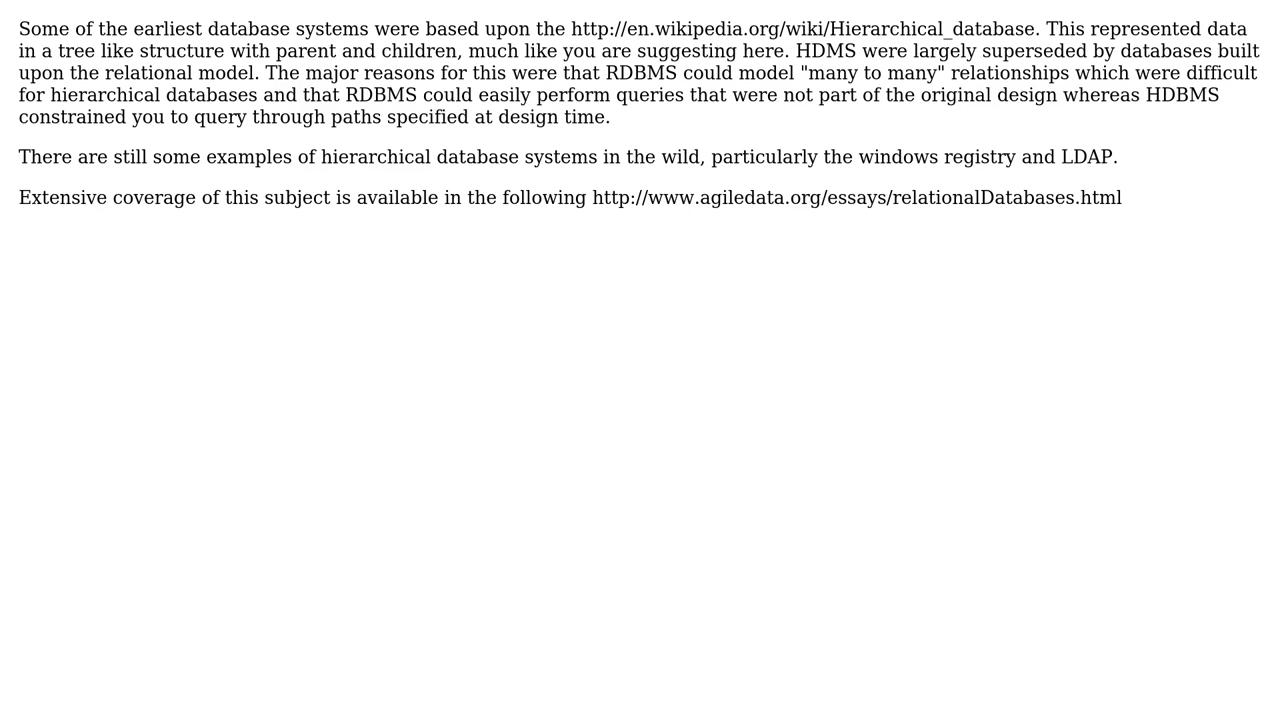 Some of the earliest database systems were based upon the http://en.wikipedia.org/wiki/Hierarchical_database. This represented data
in a tree like structure with parent and children, much like you are suggesting here. HDMS were largely superseded by databases built
upon the relational model. The major reasons for this were that RDBMS could model "many to many" relationships which were difficult
for hierarchical databases and that RDBMS could easily perform queries that were not part of the original design whereas HDBMS
constrained you to query through paths specified at design time.
There are still some examples of hierarchical database systems in the wild, particularly the windows registry and LDAP.
Extensive coverage of this subject is available in the following http://www.agiledata.org/essays/relationalDatabases.html